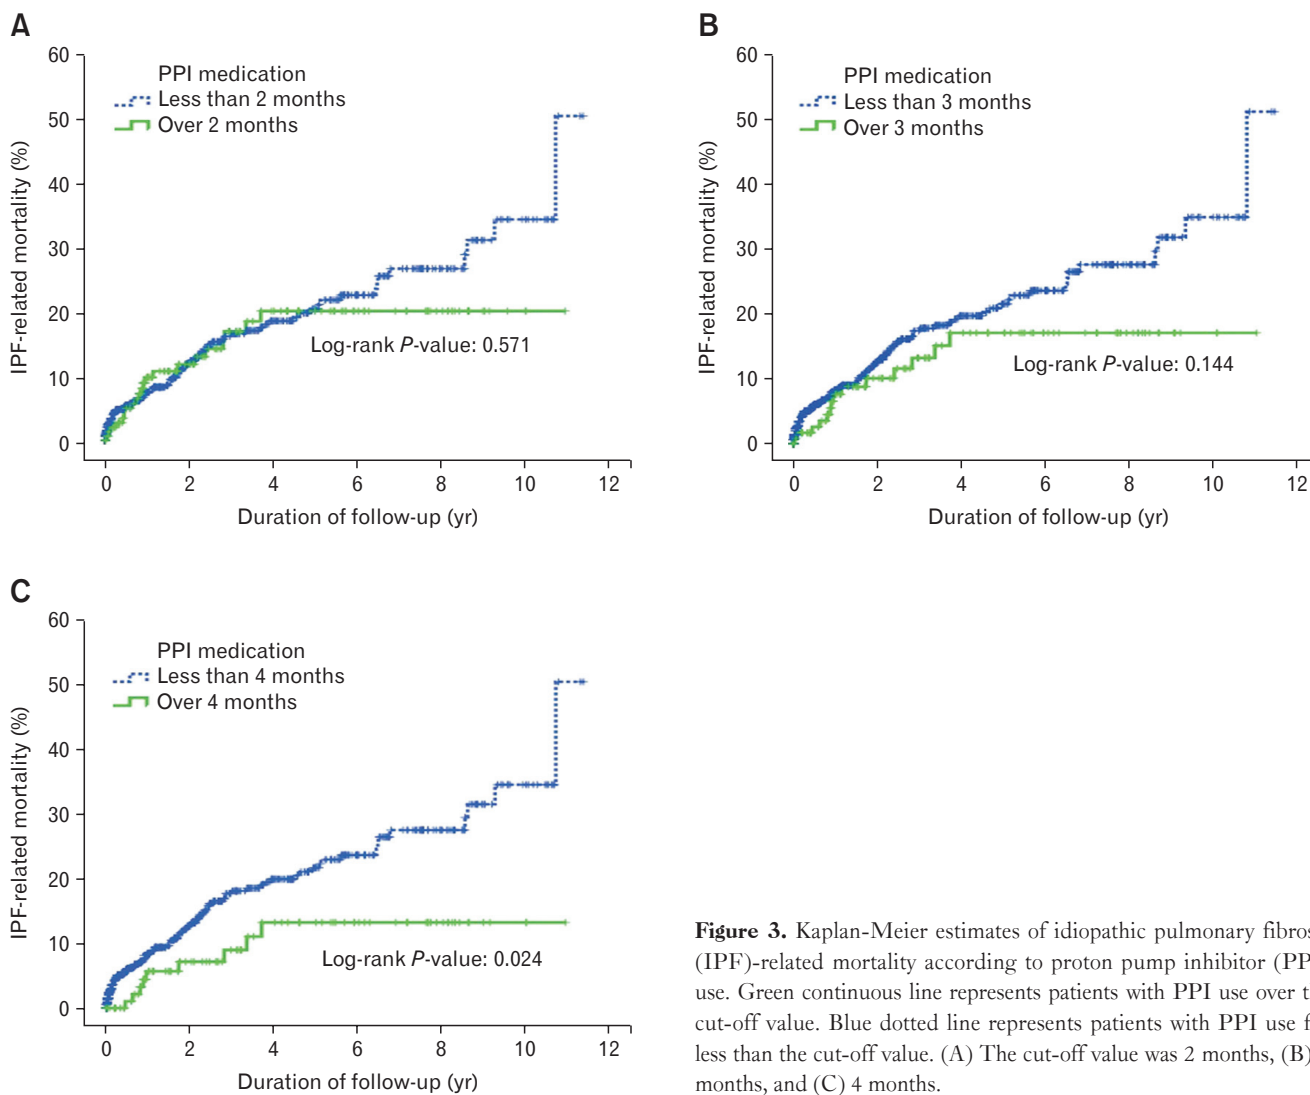 A
60
50
40
30
20
10
0
IPF-related mortality (%)
PPI medication
Less than 2 months
Over 2 months
Log-rank P-value: 0.571
0 2 4 6 8 10 12
Duration of follow-up (yr)
B
60
50
40
30
20
10
0
IPF-related mortality (%)
PPI medication
Less than 3 months
Over 3 months
Log-rank P-value: 0.144
0 2 4 6 8 10 12
Duration of follow-up (yr)
C
60
50
40
30
20
10
0
IPF-related mortality (%)
PPI medication
Less than 4 months
Over 4 months
Log-rank P-value: 0.024
0 2 4 6 8 10 12
Duration of follow-up (yr)
Figure 3. Kaplan-Meier estimates of idiopathic pulmonary fibros
(IPF)-related mortality according to proton pump inhibitor (PP
use. Green continuous line represents patients with PPI use over t
cut-off value. Blue dotted line represents patients with PPI use f
less than the cut-off value. (A) The cut-off value was 2 months, (B)
months, and (C) 4 months.